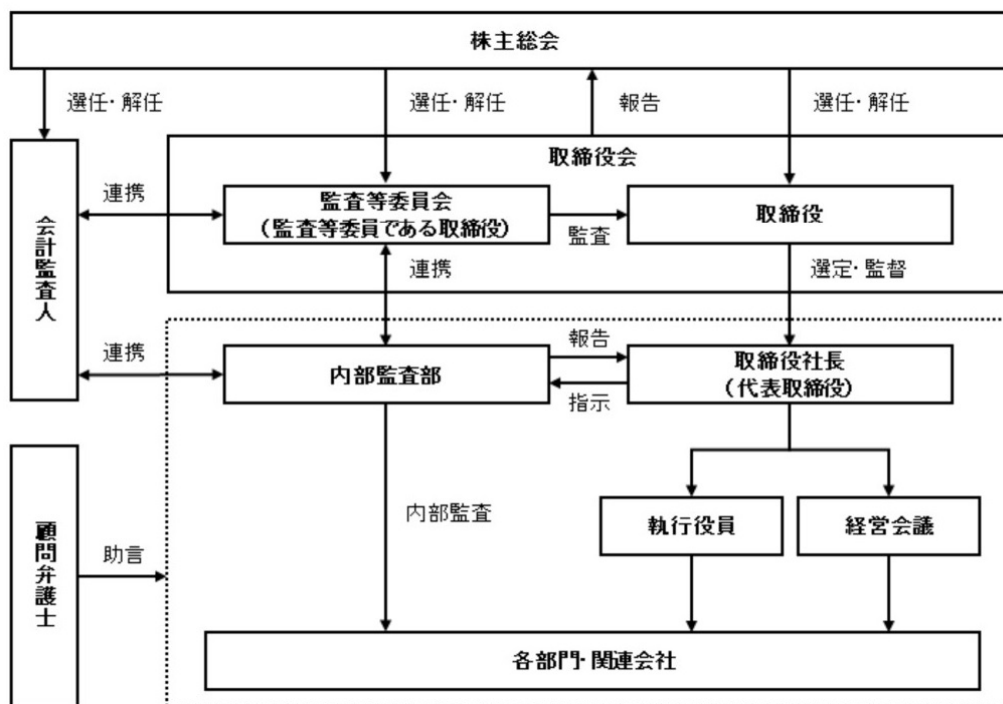 株主総会
選任・解任
選任・解任
報告
選任・解任
取締役会
連携
監査等委員会
(監査等委員である取締役)
監査
取締役
会計監査人
連携
選定・監督
連携
内部監査部
報告
指示
取締役社長
(代表取締役)
内部監査
執行役員
経営会議
顧問弁護士
助言
各部門・関連会社